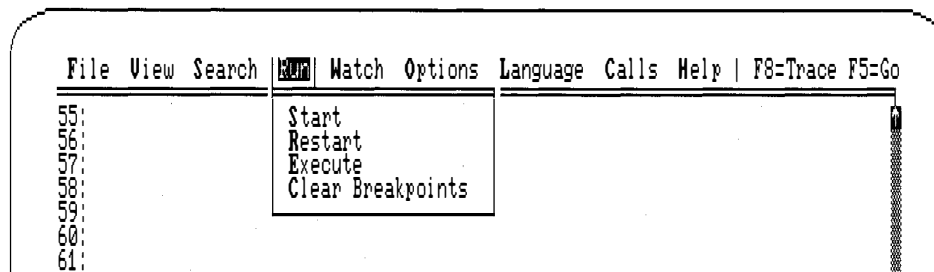 File View Search Run Watch Options Language Calls Help | F8=Trace F5=Go
55: Start
56: Restart
57: Execute
58: Clear Breakpoints
59:
60:
61: